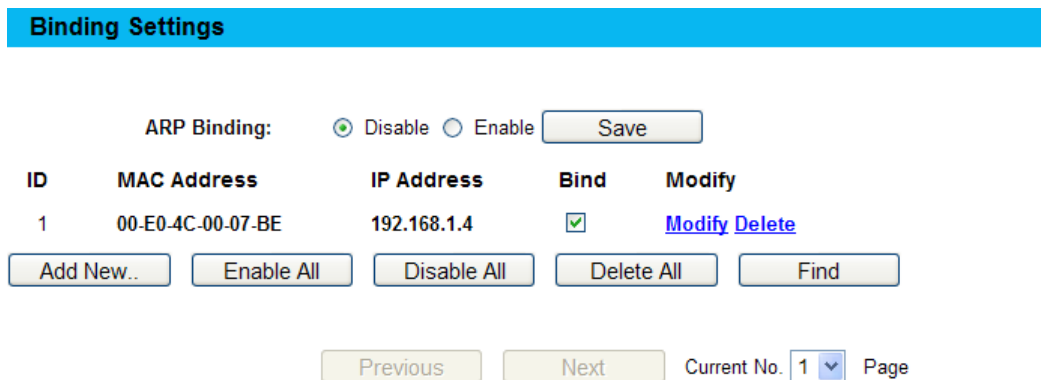 Binding Settings
ARP Binding: Disable Enable Save
ID MAC Address IP Address Bind Modify
1 00-E0-4C-00-07-BE 192.168.1.4 Modify Delete
Add New.. Enable All Disable All Delete All Find
Previous Next Current No. 1 Page